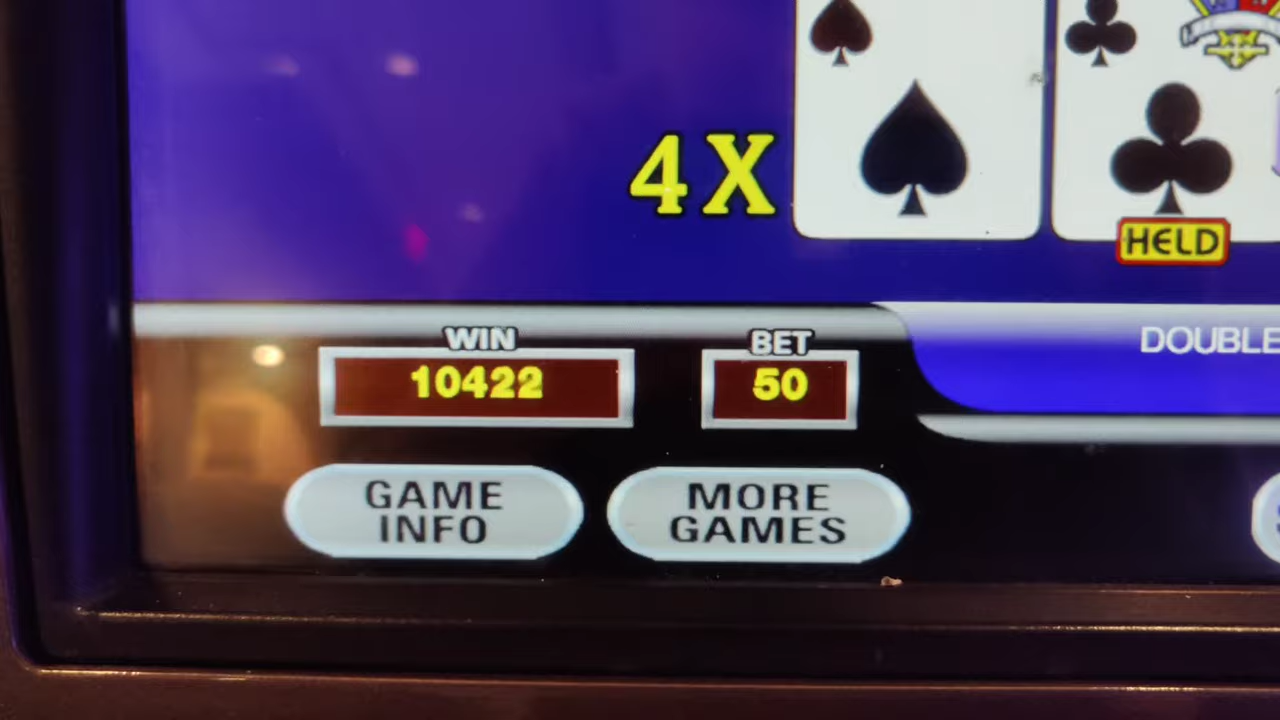 4X
HELD
WIN
BET
10422
50
DOUBLE
GAME
INFO
MORE
GAMES